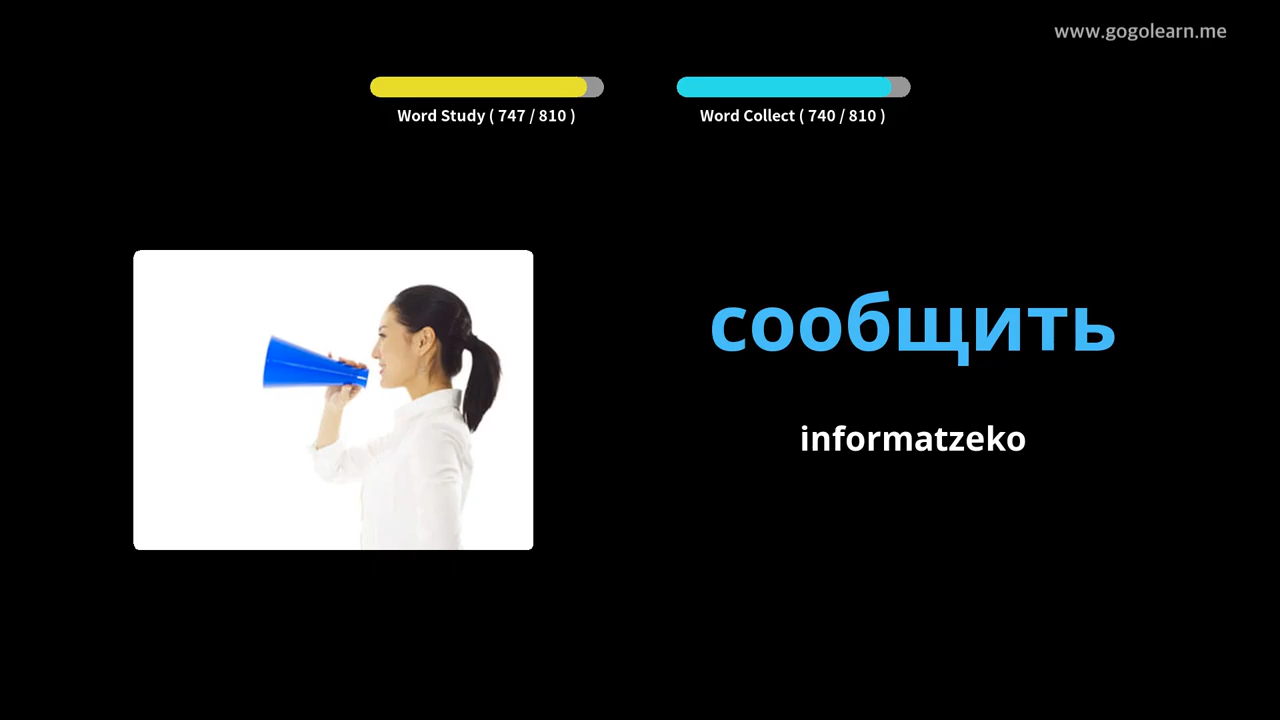 www.gogolearn.me
Word Study ( 747 / 810 )
Word Collect ( 740 / 810 )
сообщить
informatzeko